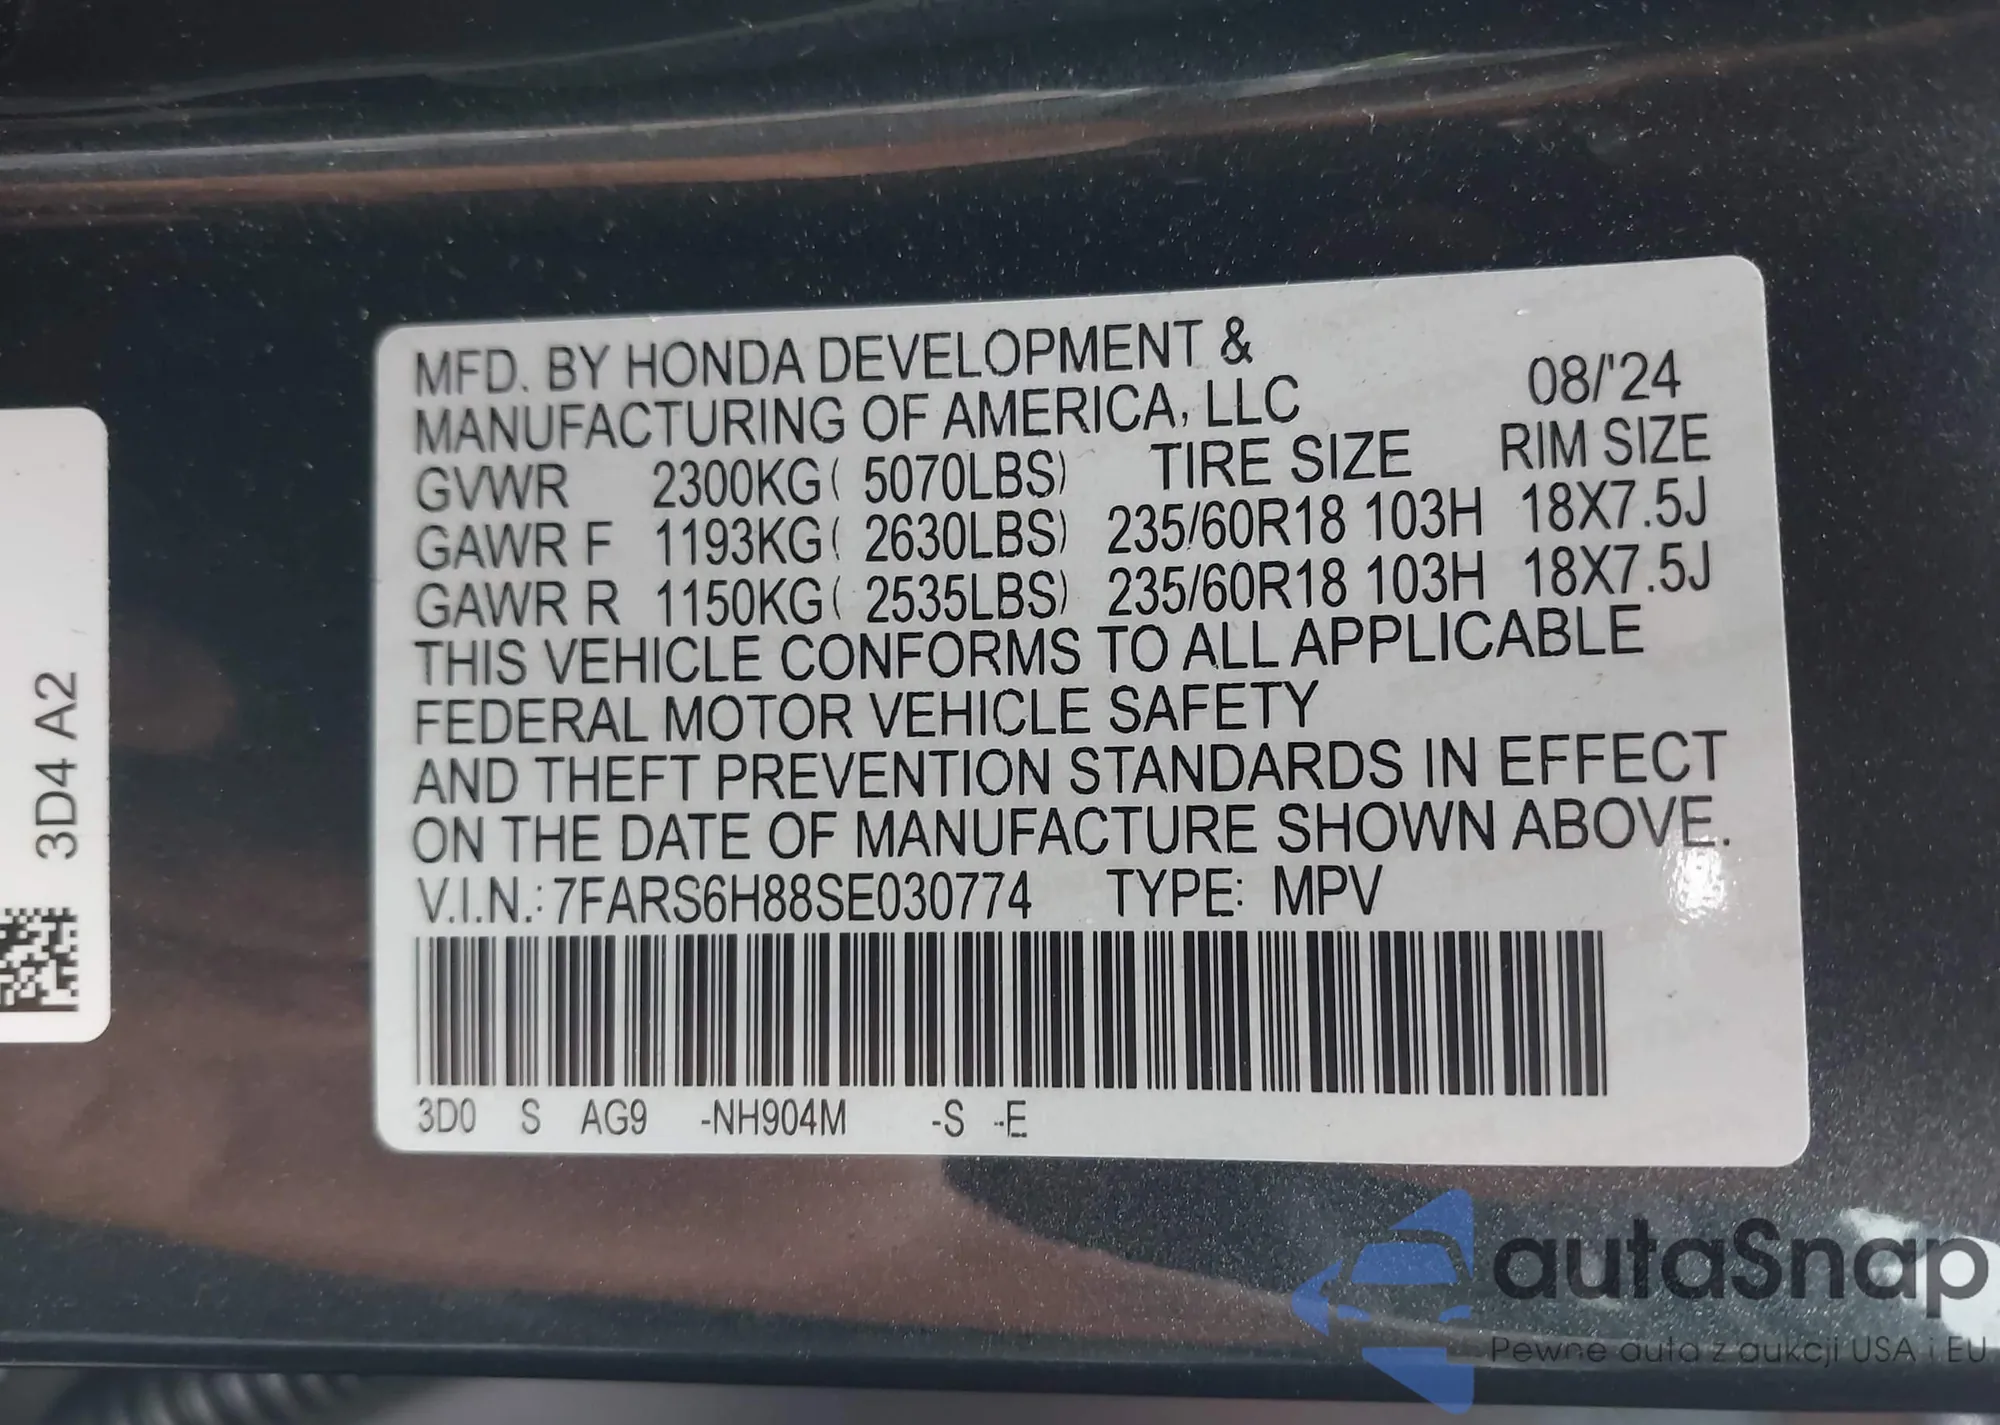 MFD. BY HONDA DEVELOPMENT &
MANUFACTURING OF AMERICA, LLC 08/'24
GVWR 2300KG( 5070LBS) TIRE SIZE RIM SIZE
GAWR F 1193KG( 2630LBS) 235/60R18 103H 18X7.5J
GAWR R 1150KG( 2535LBS) 235/60R18 103H 18X7.5J
THIS VEHICLE CONFORMS TO ALL APPLICABLE
FEDERAL MOTOR VEHICLE SAFETY
AND THEFT PREVENTION STANDARDS IN EFFECT
ON THE DATE OF MANUFACTURE SHOWN ABOVE.
V.I.N.: 7FARS6H88SE030774 TYPE: MPV
3D0 S AG9 -NH904M -S -E
3D4 A2
autaSnap
Pewne auta z aukcji USA i EU